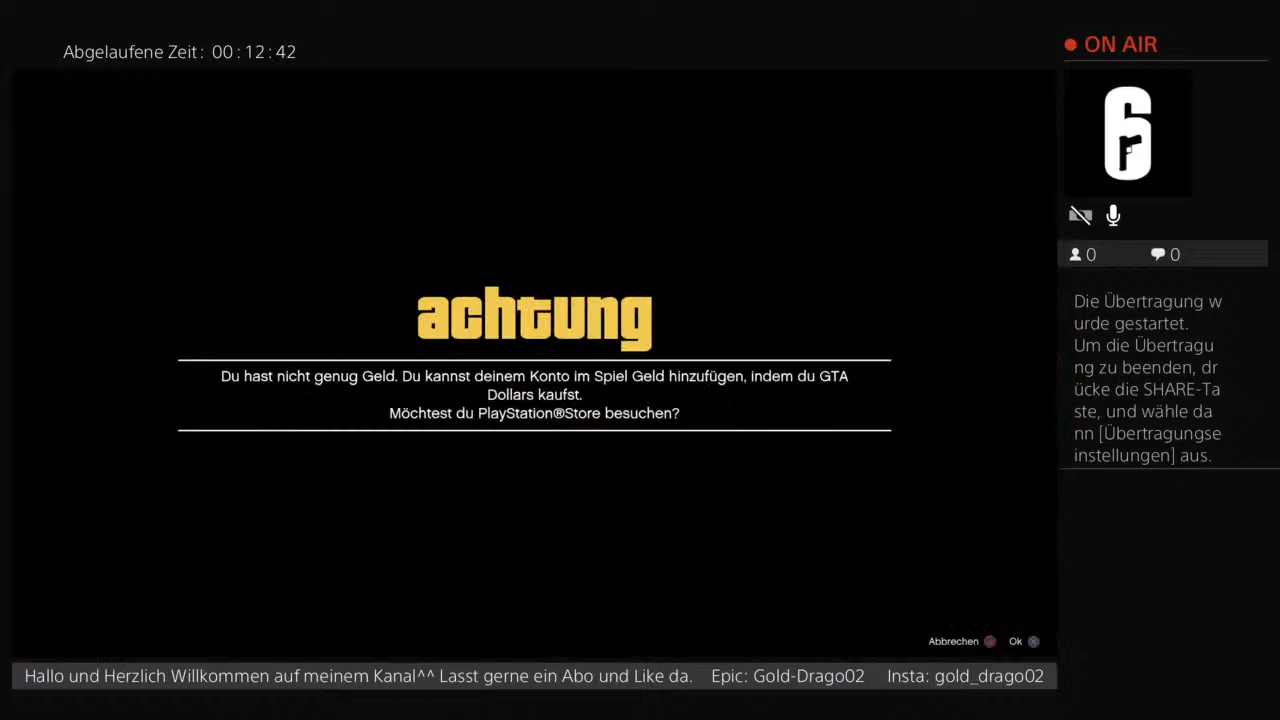 Abgelaufene Zeit: 00:12:42
ON AIR
6
0 0
Die Übertragung w
urde gestartet.
Um die Übertragu
ng zu beenden, dr
ücke die SHARE-Ta
ste, und wähle da
nn [Übertragungse
instellungen] aus.
achtung
Du hast nicht genug Geld. Du kannst deinem Konto im Spiel Geld hinzufügen, indem du GTA
Dollars kaufst.
Möchtest du PlayStation®Store besuchen?
Abbrechen Ok
Hallo und Herzlich Willkommen auf meinem Kanal^^ Lasst gerne ein Abo und Like da. Epic: Gold-Drago02 Insta: gold_drago02